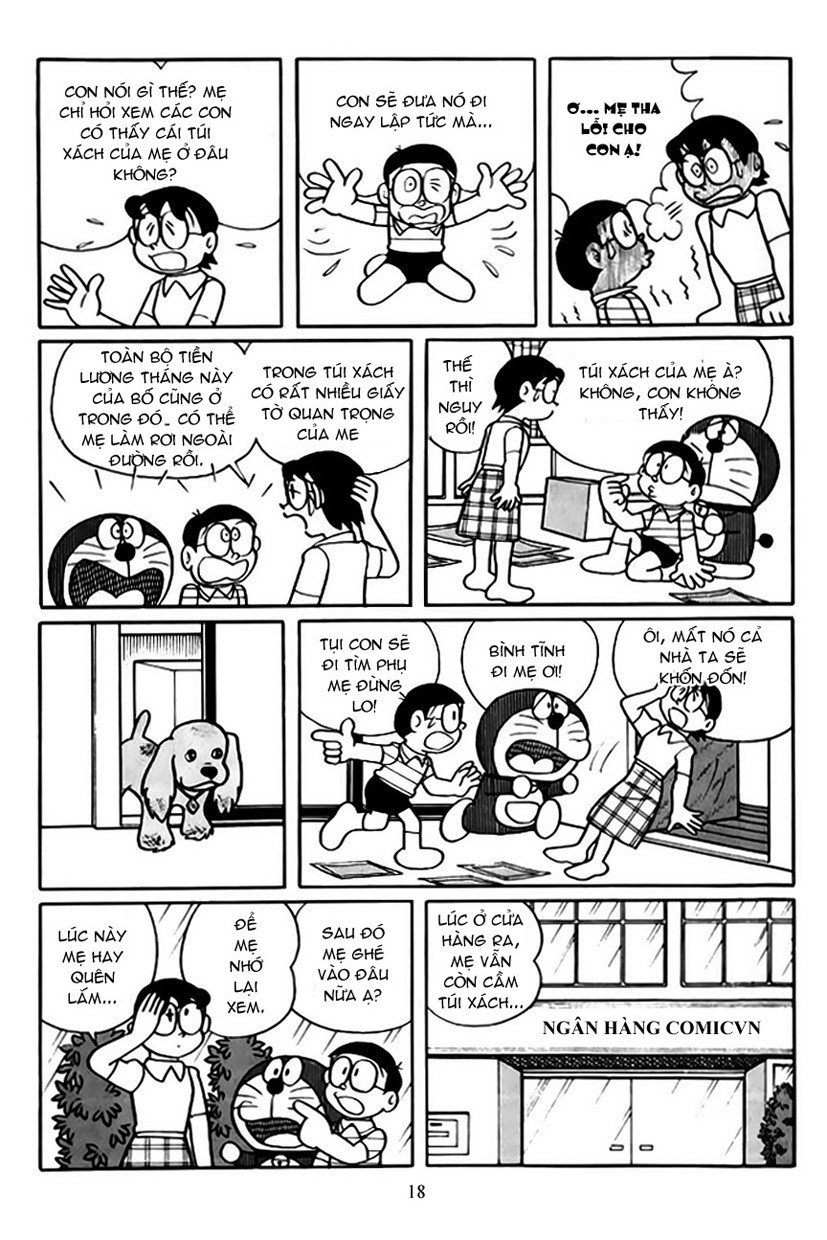 Ơ... MẸ THA
LỖI CHO
CON Ạ!
CON SẼ ĐƯA NÓ ĐI
NGAY LẬP TỨC MÀ...
CON NÓI GÌ THẾ? MẸ
CHỈ HỎI XEM CÁC CON
CÓ THẤY CÁI TÚI
XÁCH CỦA MẸ Ở ĐÂU
KHÔNG?
TÚI XÁCH CỦA MẸ À?
KHÔNG, CON KHÔNG
THẤY!
THẾ
THÌ
NGUY
RỒI!
TRONG TÚI XÁCH
CÓ RẤT NHIỀU GIẤY
TỜ QUAN TRỌNG
CỦA ME
TOÀN BỘ TIỀN
LƯƠNG THÁNG NÀY
CỦA BỐ CŨNG Ở
TRONG ĐÓ. CÓ THỂ
MẸ LÀM RƠI NGOÀI
ĐƯỜNG RỒI.
ÔI, MẤT NÓ CẢ
NHÀ TA SẼ
KHỐN ĐỐN!
BÌNH TĨNH
ĐI MẸ ƠI!
TỤI CON SẼ
ĐI TÌM PHỤ
MẸ ĐỪNG
LO!
LÚC Ở CỬA
HÀNG RA,
MẸ VẪN
CÒN CẦM
TÚI XÁCH...
NGÂN HÀNG COMICVN
SAU ĐÓ
MẸ GHÉ
VÀO ĐÂU
NỮA Ạ?
ĐỂ
MẸ
NHỚ
LẠI
XEM.
LÚC NÀY
MẸ HAY
QUÊN
LẮM...
18